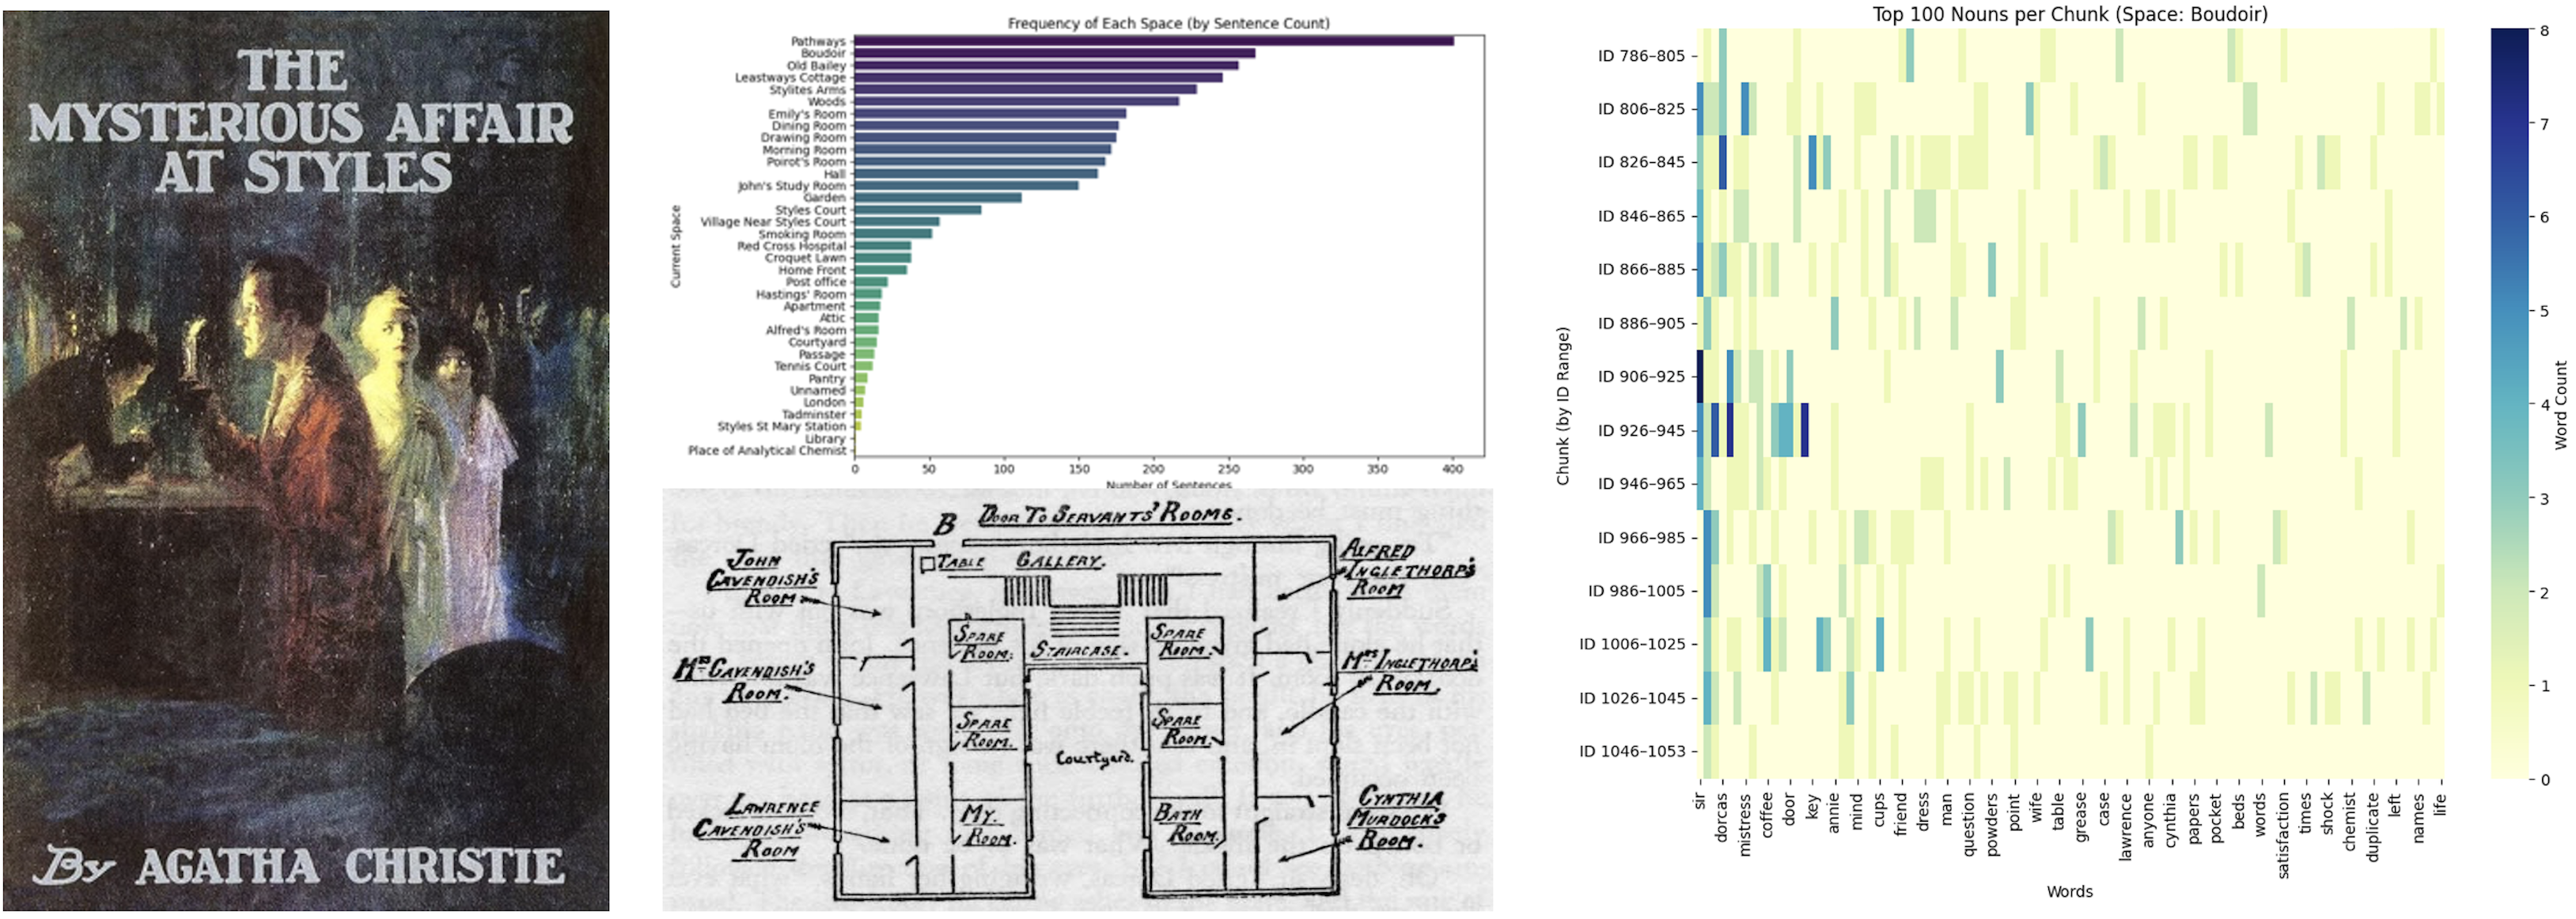 THE
MYSTERIOUS AFFAIR
AT STYLES
By AGATHA CHRISTIE
Frequency of Each Space (by Sentence Count)
Current Space
Pathways
Boudoir
Old Bailey
Leastways Cottage
Stylites Arms
Woods
Emily's Room
Dining Room
Drawing Room
Morning Room
Poirot's Room
Hall
John's Study Room
Garden
Styles Court
Village Near Styles Court
Smoking Room
Red Cross Hospital
Croquet Lawn
Home Front
Post office
Hastings' Room
Apartment
Attic
Alfred's Room
Courtyard
Passage
Tennis Court
Pantry
Unnamed
London
Tadminster
Styles St Mary Station
Library
Place of Analytical Chemist
0 50 100 150 200 250 300 350 400
Number of Sentences
B DOOR TO SERVANTS' ROOMS.
JOHN
CAVENDISH'S
ROOM
TABLE GALLERY.
ALFRED
INGLETHORP'S
ROOM
SPARE
ROOM.
STAIRCASE.
SPARE
ROOM.
MRS CAVENDISH'S
ROOM.
MRS INGLETHORP'S
ROOM.
SPARE
ROOM.
Courtyard.
SPARE
ROOM.
LAWRENCE
CAVENDISH'S
ROOM
MY.
ROOM.
BATH
ROOM.
CYNTHIA
MURDOCK'S
ROOM.
Top 100 Nouns per Chunk (Space: Boudoir)
Chunk (by ID Range)
ID 786–805
ID 806–825
ID 826–845
ID 846–865
ID 866–885
ID 886–905
ID 906–925
ID 926–945
ID 946–965
ID 966–985
ID 986–1005
ID 1006–1025
ID 1026–1045
ID 1046–1053
sir
dorcas
mistress
coffee
door
key
annie
mind
cups
friend
dress
man
question
powders
point
wife
table
grease
case
lawrence
anyone
cynthia
papers
pocket
beds
words
satisfaction
times
shock
chemist
duplicate
left
names
life
Words
8
7
6
5
4
3
2
1
0
Word Count